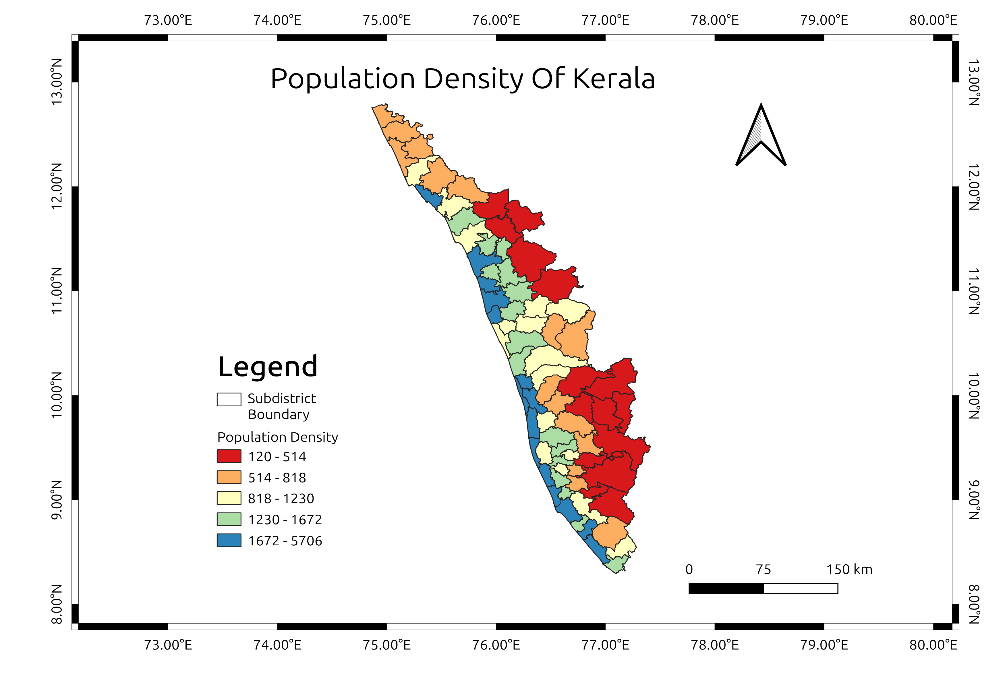 73.00°E 74.00°E 75.00°E 76.00°E 77.00°E 78.00°E 79.00°E 80.00°E
Population Density Of Kerala
13.00°N 13.00°N
12.00°N 12.00°N
11.00°N 11.00°N
10.00°N 10.00°N
9.00°N 9.00°N
8.00°N 8.00°N
Legend
Subdistrict
Boundary
Population Density
120 - 514
514 - 818
818 - 1230
1230 - 1672
1672 - 5706
0 75 150 km
73.00°E 74.00°E 75.00°E 76.00°E 77.00°E 78.00°E 79.00°E 80.00°E